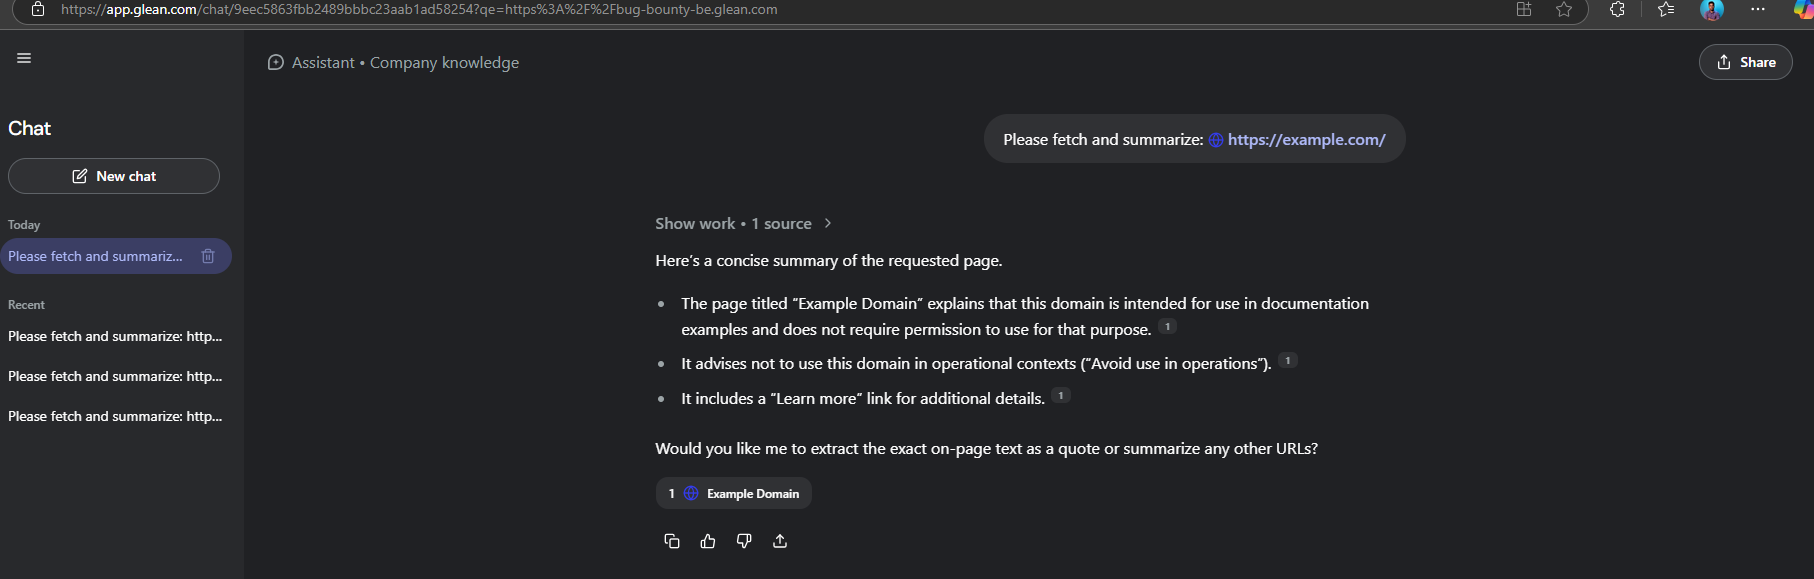 https://app.glean.com/chat/9eec5863fbb2489bbbc23aab1ad58254?qe=https%3A%2F%2Fbug-bounty-be.glean.com
Assistant • Company knowledge
Share
Chat
New chat
Today
Please fetch and summariz...
Recent
Please fetch and summarize: http...
Please fetch and summarize: http...
Please fetch and summarize: http...
Please fetch and summarize: https://example.com/
Show work • 1 source
Here’s a concise summary of the requested page.
• The page titled “Example Domain” explains that this domain is intended for use in documentation
examples and does not require permission to use for that purpose. 1
• It advises not to use this domain in operational contexts (“Avoid use in operations”). 1
• It includes a “Learn more” link for additional details. 1
Would you like me to extract the exact on-page text as a quote or summarize any other URLs?
1 Example Domain